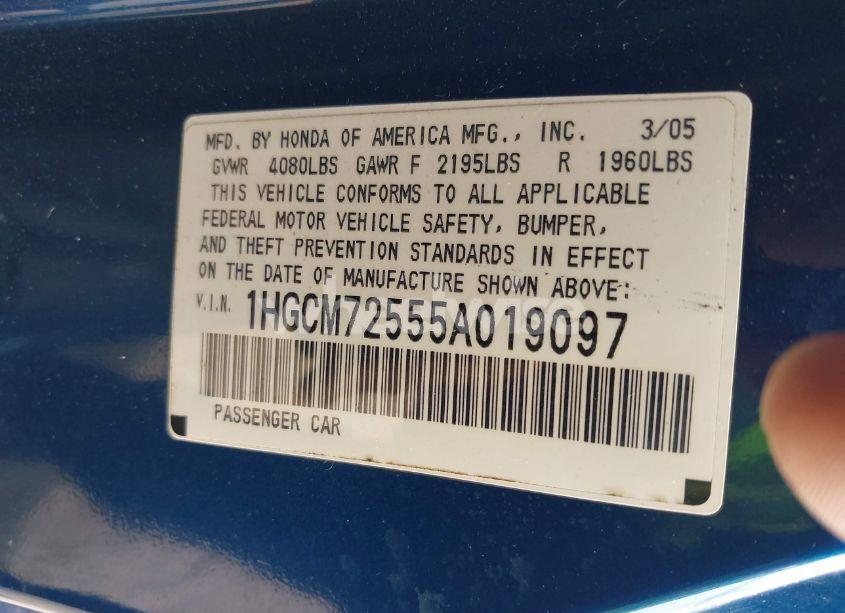 MFD. BY HONDA OF AMERICA MFG., INC. 3/05
GVWR 4080LBS GAWR F 2195LBS R 1960LBS
THIS VEHICLE CONFORMS TO ALL APPLICABLE
FEDERAL MOTOR VEHICLE SAFETY, BUMPER,
AND THEFT PREVENTION STANDARDS IN EFFECT
ON THE DATE OF MANUFACTURE SHOWN ABOVE:
V.I.N. 1HGCM72555A019097
PASSENGER CAR